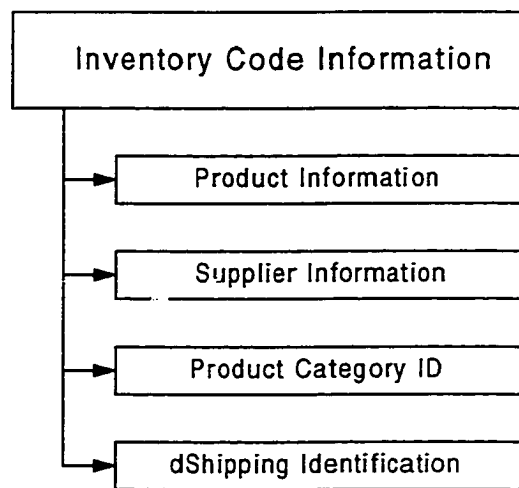 Inventory Code Information
Product Information
Supplier Information
Product Category ID
dShipping Identification